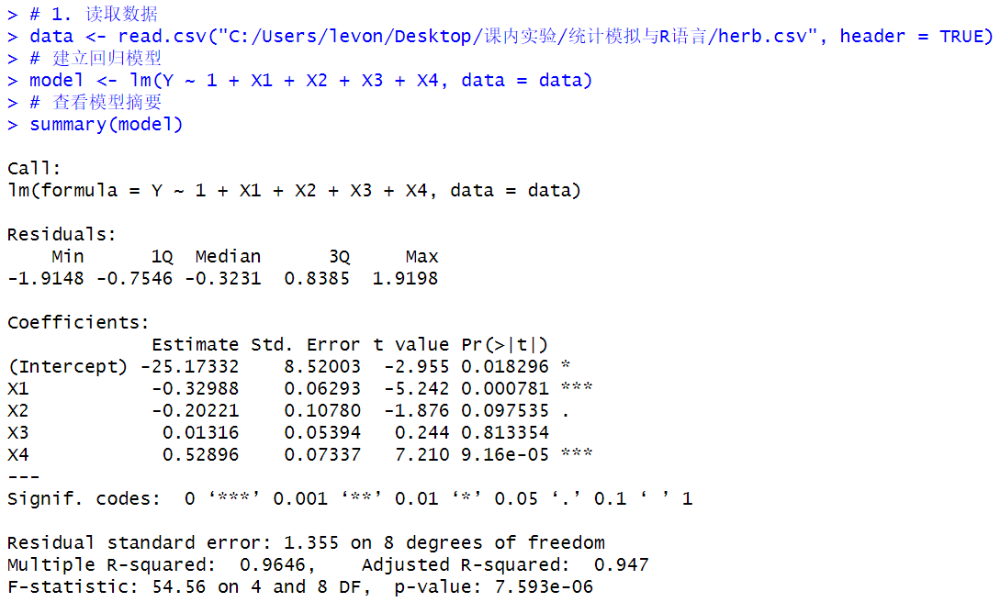 > # 1. 读取数据
> data <- read.csv("C:/Users/levon/Desktop/课内实验/统计模拟与R语言/herb.csv", header = TRUE)
> # 建立回归模型
> model <- lm(Y ~ 1 + X1 + X2 + X3 + X4, data = data)
> # 查看模型摘要
> summary(model)

Call:
lm(formula = Y ~ 1 + X1 + X2 + X3 + X4, data = data)

Residuals:
    Min      1Q  Median      3Q     Max
-1.9148 -0.7546 -0.3231  0.8385  1.9198

Coefficients:
             Estimate Std. Error t value Pr(>|t|)
(Intercept) -25.17332    8.52003  -2.955 0.018296 *
X1           -0.32988    0.06293  -5.242 0.000781 ***
X2           -0.20221    0.10780  -1.876 0.097535 .
X3            0.01316    0.05394   0.244 0.813354
X4            0.52896    0.07337   7.210 9.16e-05 ***
---
Signif. codes:  0 ‘***’ 0.001 ‘**’ 0.01 ‘*’ 0.05 ‘.’ 0.1 ‘ ’ 1

Residual standard error: 1.355 on 8 degrees of freedom
Multiple R-squared:  0.9646,    Adjusted R-squared:  0.947
F-statistic: 54.56 on 4 and 8 DF,  p-value: 7.593e-06